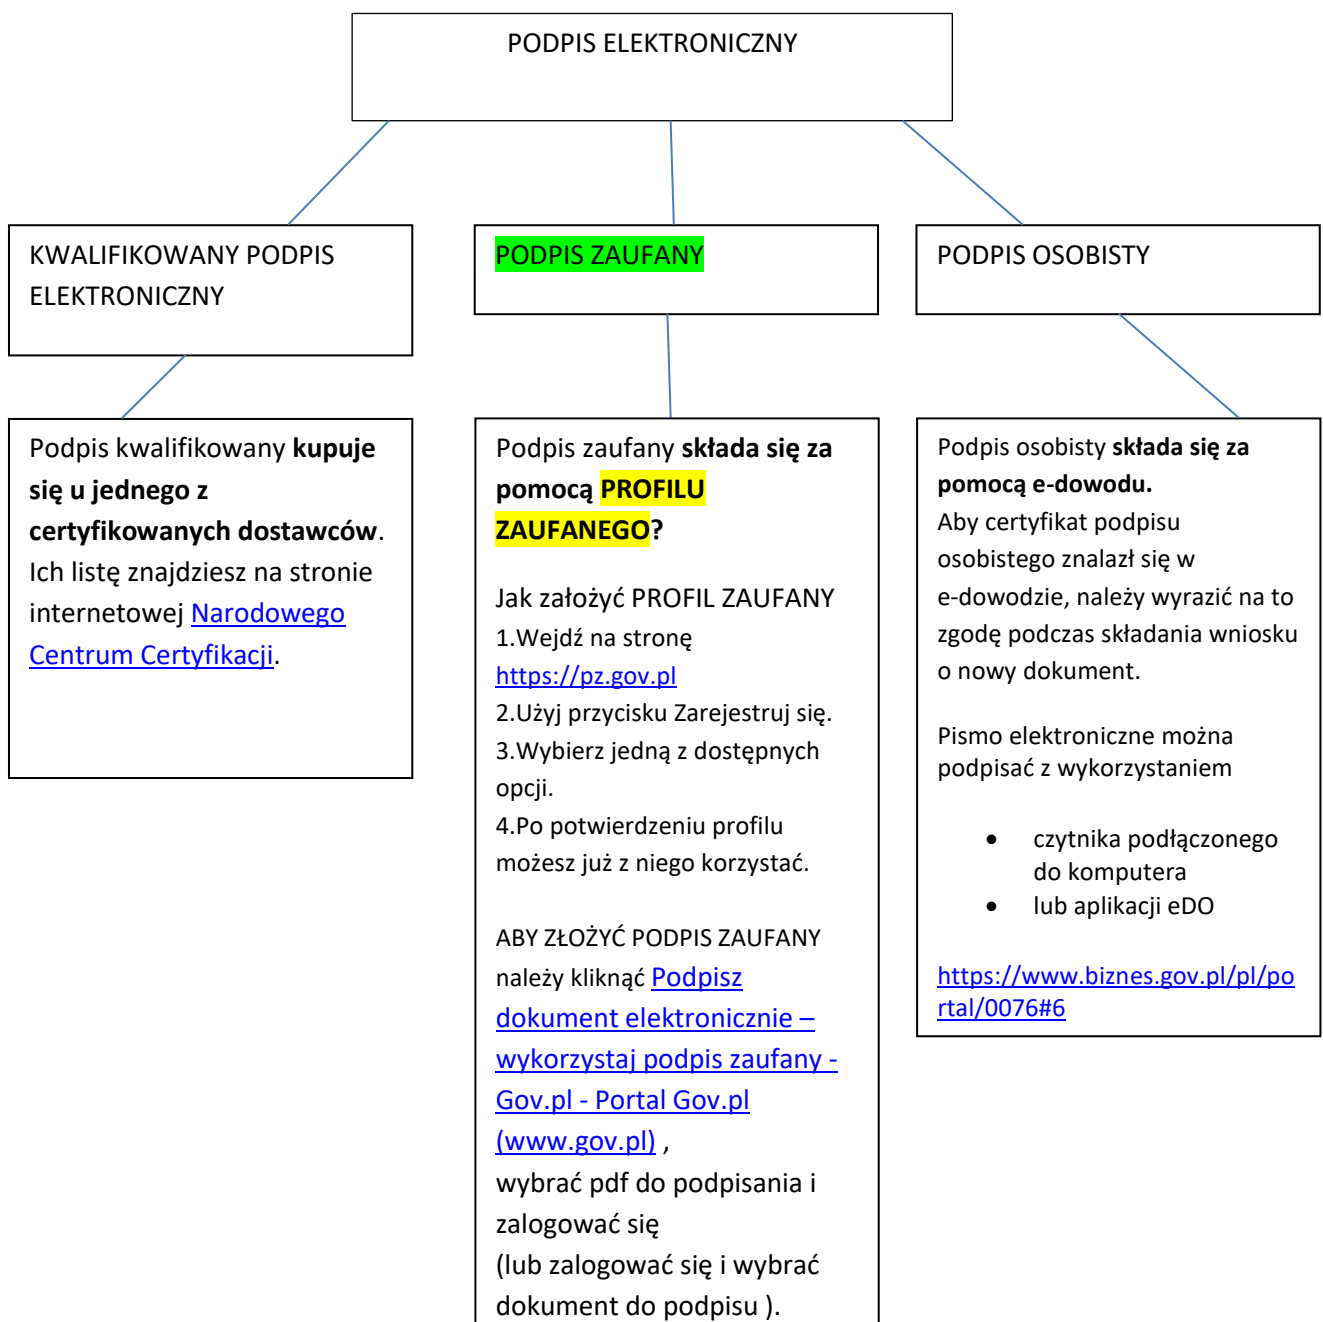 PODPIS ELEKTRONICZNY
KWALIFIKOWANY PODPIS
ELEKTRONICZNY
Podpis kwalifikowany kupuje
się u jednego z
certyfikowanych dostawców.
Ich listę znajdziesz na stronie
internetowej Narodowego
Centrum Certyfikacji.
PODPIS ZAUFANY
Podpis zaufany składa się za
pomocą PROFILU
ZAUFANEGO?
Jak założyć PROFIL ZAUFANY
1.Wejdź na stronę
https://pz.gov.pl
2.Użyj przycisku Zarejestruj się.
3.Wybierz jedną z dostępnych
opcji.
4.Po potwierdzeniu profilu
możesz już z niego korzystać.
ABY ZŁOŻYĆ PODPIS ZAUFANY
należy kliknąć Podpisz
dokument elektronicznie –
wykorzystaj podpis zaufany -
Gov.pl - Portal Gov.pl
(www.gov.pl) ,
wybrać pdf do podpisania i
zalogować się
(lub zalogować się i wybrać
dokument do podpisu ).
PODPIS OSOBISTY
Podpis osobisty składa się za
pomocą e-dowodu.
Aby certyfikat podpisu
osobistego znalazł się w
e-dowodzie, należy wyrazić na to
zgodę podczas składania wniosku
o nowy dokument.
Pismo elektroniczne można
podpisać z wykorzystaniem
• czytnika podłączonego
do komputera
• lub aplikacji eDO
https://www.biznes.gov.pl/pl/po
rtal/0076#6